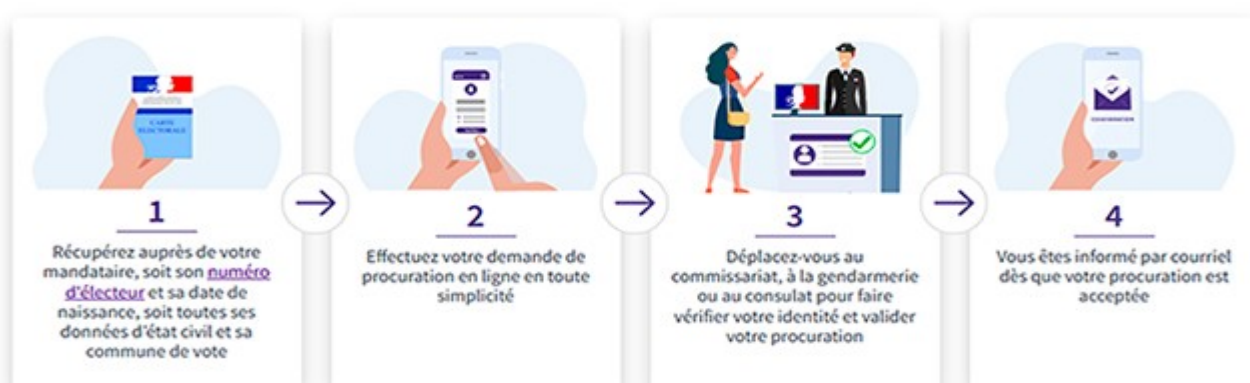 CARTE
ÉLECTORALE
1
Récupérez auprès de votre
mandataire, soit son numéro
d'électeur et sa date de
naissance, soit toutes ses
données d'état civil et sa
commune de vote
2
Effectuez votre demande de
procuration en ligne en toute
simplicité
3
Déplacez-vous au
commissariat, à la gendarmerie
ou au consulat pour faire
vérifier votre identité et valider
votre procuration
CONFIRMATION
4
Vous êtes informé par courriel
dès que votre procuration est
acceptée